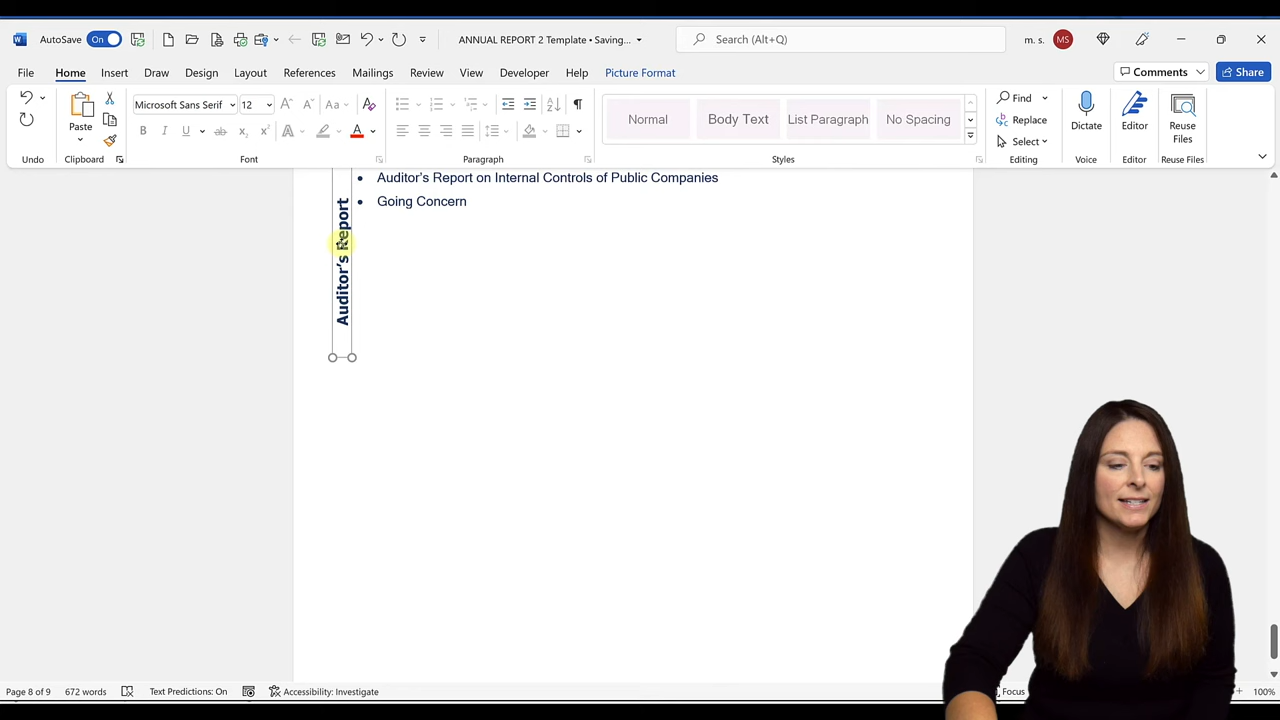 AutoSave On ANNUAL REPORT 2 Template • Saving... Search (Alt+Q) m. s. MS
File Home Insert Draw Design Layout References Mailings Review View Developer Help Picture Format Comments Share
Paste
Undo
Clipboard
Microsoft Sans Serif 12
Font
Paragraph
Normal Body Text List Paragraph No Spacing
Styles
Find
Replace
Select
Editing
Dictate
Voice
Editor
Editor
Reuse
Files
Reuse Files
Auditor's Report on Internal Controls of Public Companies
Going Concern
Auditor's Report
Page 8 of 9 672 words Text Predictions: On Accessibility: Investigate Focus 100%